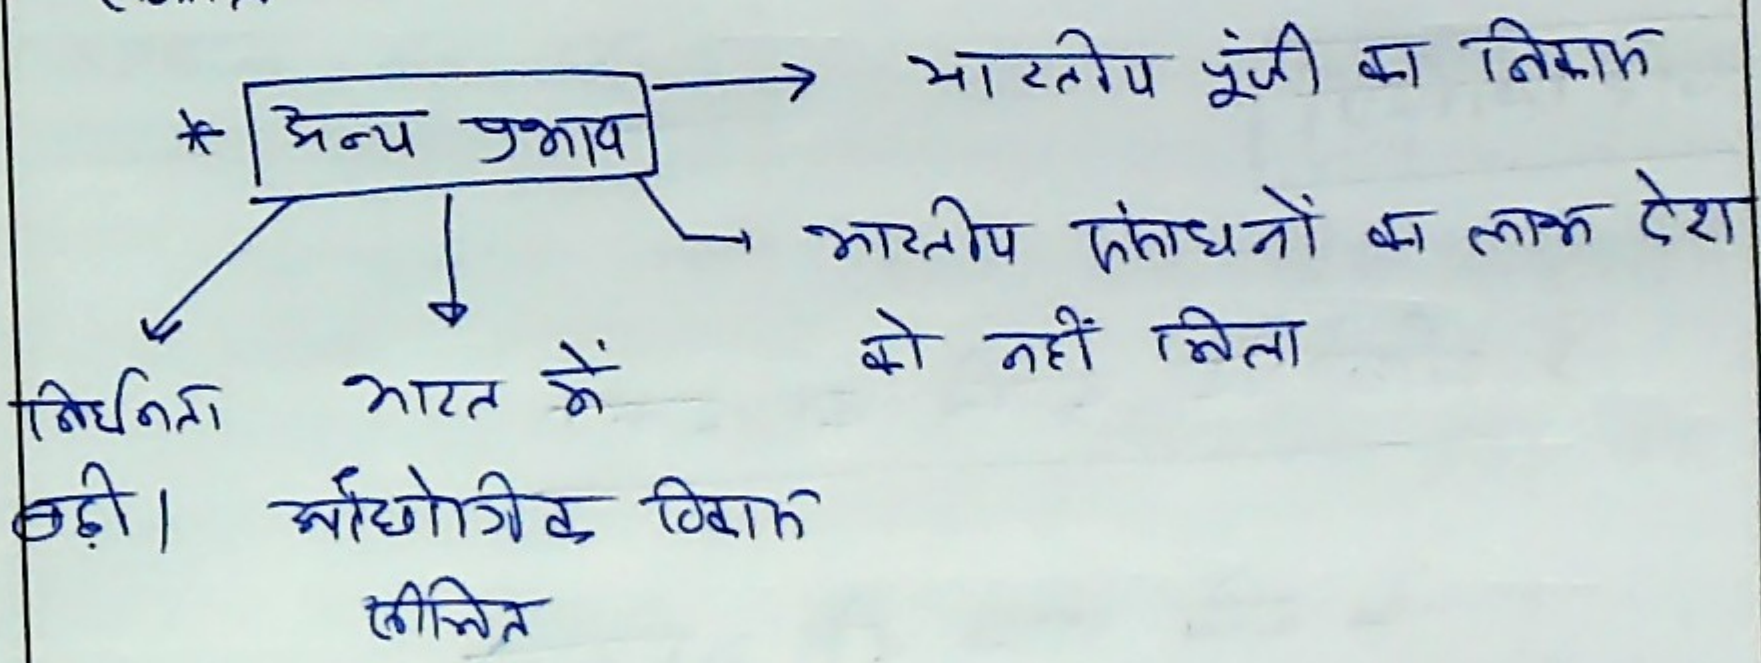 * अन्य प्रभाव
भारतीय पूंजी का निकास
भारतीय संसाधनों का लाभ देश
को नहीं मिला
निर्धनता
बढ़ी।
भारत में
औद्योगिक विकास
सीमित